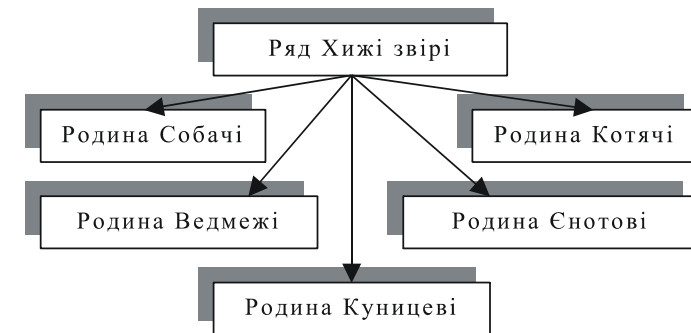 Ряд Хижі звірі
Родина Собачі
Родина Котячі
Родина Ведмежі
Родина Єнотові
Родина Куницеві